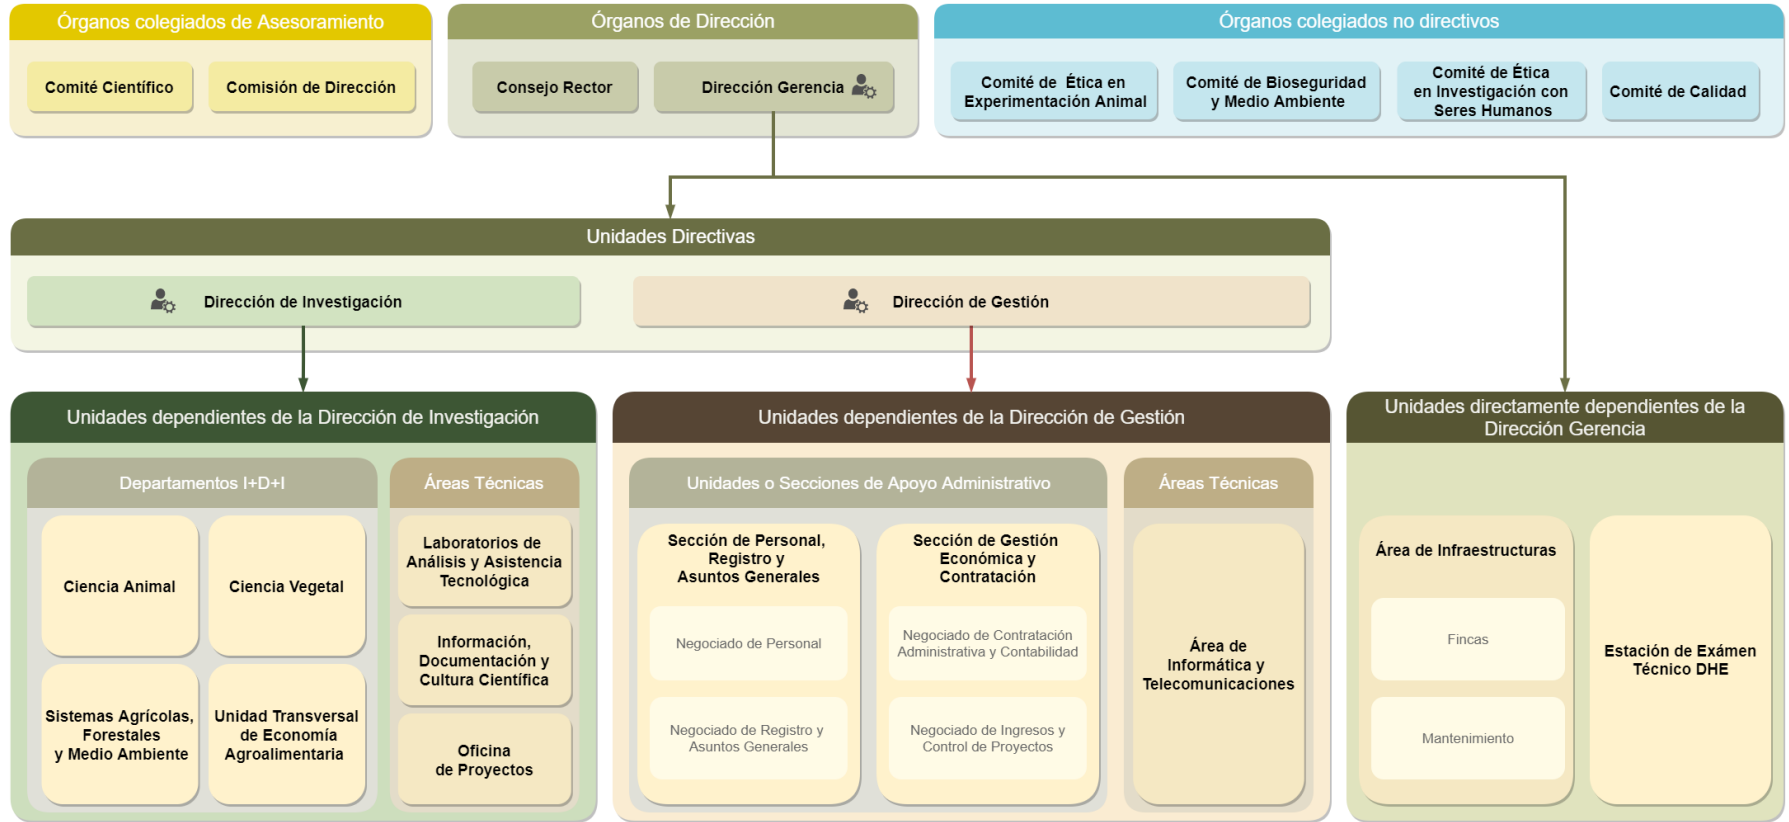 Órganos colegiados de Asesoramiento
Comité Científico
Comisión de Dirección
Órganos de Dirección
Consejo Rector
Dirección Gerencia
Órganos colegiados no directivos
Comité de Ética en
Experimentación Animal
Comité de Bioseguridad
y Medio Ambiente
Comité de Ética
en Investigación con
Seres Humanos
Comité de Calidad
Unidades Directivas
Dirección de Investigación
Dirección de Gestión
Unidades dependientes de la Dirección de Investigación
Departamentos I+D+I
Ciencia Animal
Ciencia Vegetal
Sistemas Agrícolas,
Forestales
y Medio Ambiente
Unidad Transversal
de Economía
Agroalimentaria
Áreas Técnicas
Laboratorios de
Análisis y Asistencia
Tecnológica
Información,
Documentación y
Cultura Científica
Oficina
de Proyectos
Unidades dependientes de la Dirección de Gestión
Unidades o Secciones de Apoyo Administrativo
Sección de Personal,
Registro y
Asuntos Generales
Negociado de Personal
Negociado de Registro y
Asuntos Generales
Sección de Gestión
Económica y
Contratación
Negociado de Contratación
Administrativa y Contabilidad
Negociado de Ingresos y
Control de Proyectos
Áreas Técnicas
Área de
Informática y
Telecomunicaciones
Unidades directamente dependientes de la
Dirección Gerencia
Área de Infraestructuras
Fincas
Mantenimiento
Estación de Exámen
Técnico DHE